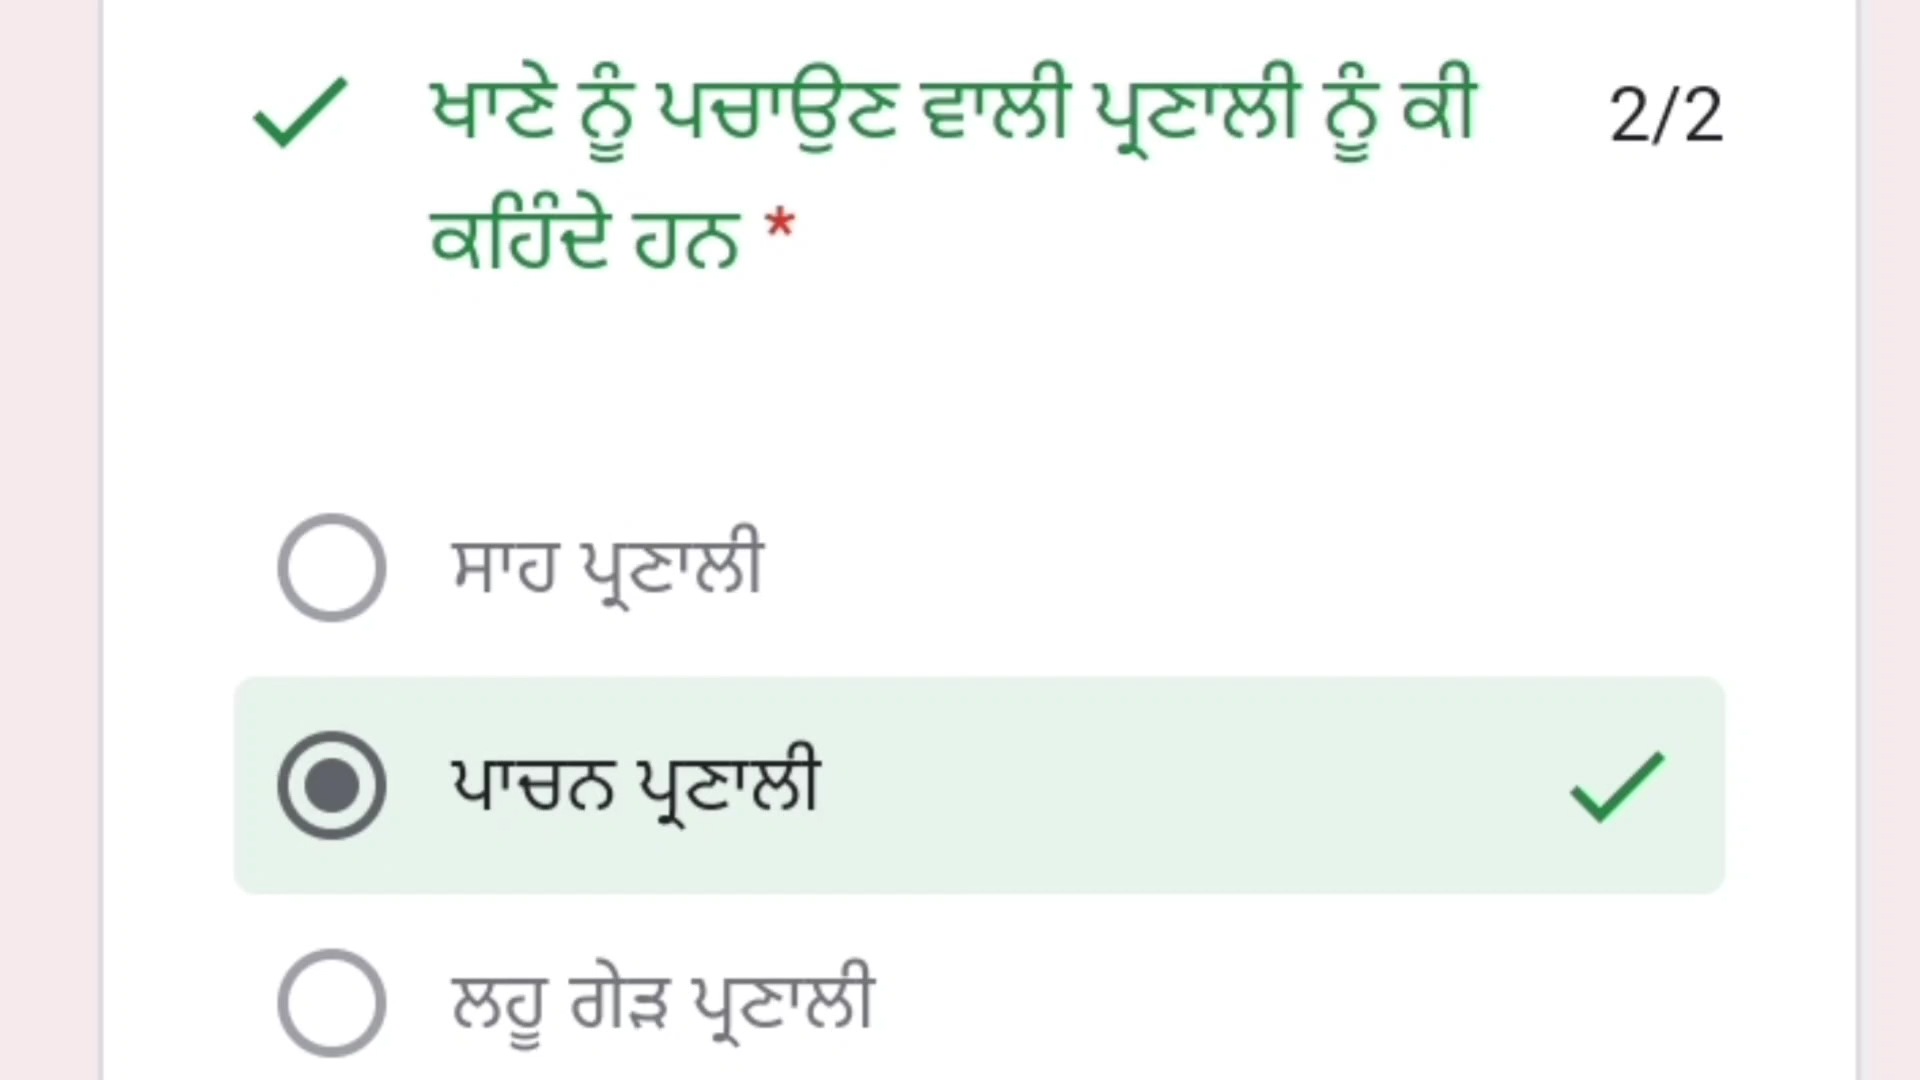 ਖਾਣੇ ਨੂੰ ਪਚਾਉਣ ਵਾਲੀ ਪ੍ਰਣਾਲੀ ਨੂੰ ਕੀ 2/2
ਕਹਿੰਦੇ ਹਨ *
ਸਾਹ ਪ੍ਰਣਾਲੀ
ਪਾਚਨ ਪ੍ਰਣਾਲੀ
ਲਹੂ ਗੇੜ ਪ੍ਰਣਾਲੀ